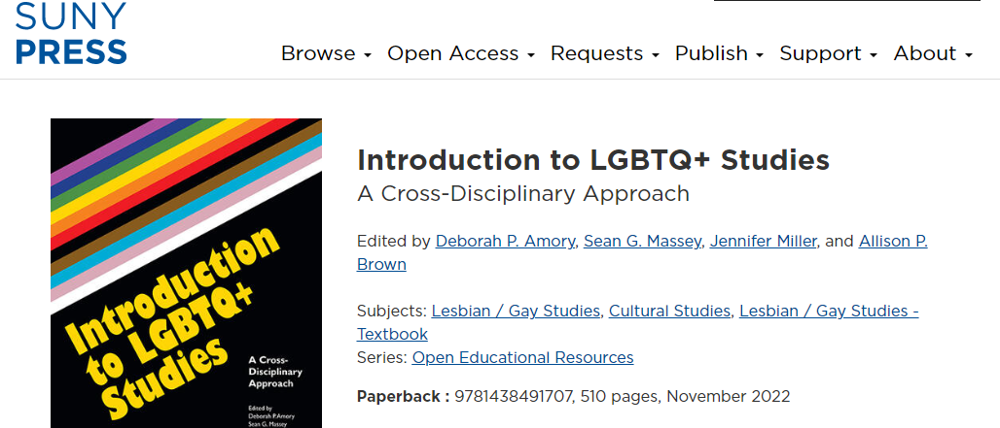 SUNY
PRESS
Browse
Open Access
Requests
Publish
Support
About
Introduction to LGBTQ+ Studies
A Cross-Disciplinary Approach
Edited by Deborah P. Amory, Sean G. Massey, Jennifer Miller, and Allison P.
Brown
Subjects: Lesbian / Gay Studies, Cultural Studies, Lesbian / Gay Studies -
Textbook
Series: Open Educational Resources
Paperback : 9781438491707, 510 pages, November 2022
Introduction
to LGBTQ+
Studies
A Cross-
Disciplinary
Approach
Edited by
Deborah P. Amory
Sean G. Massey